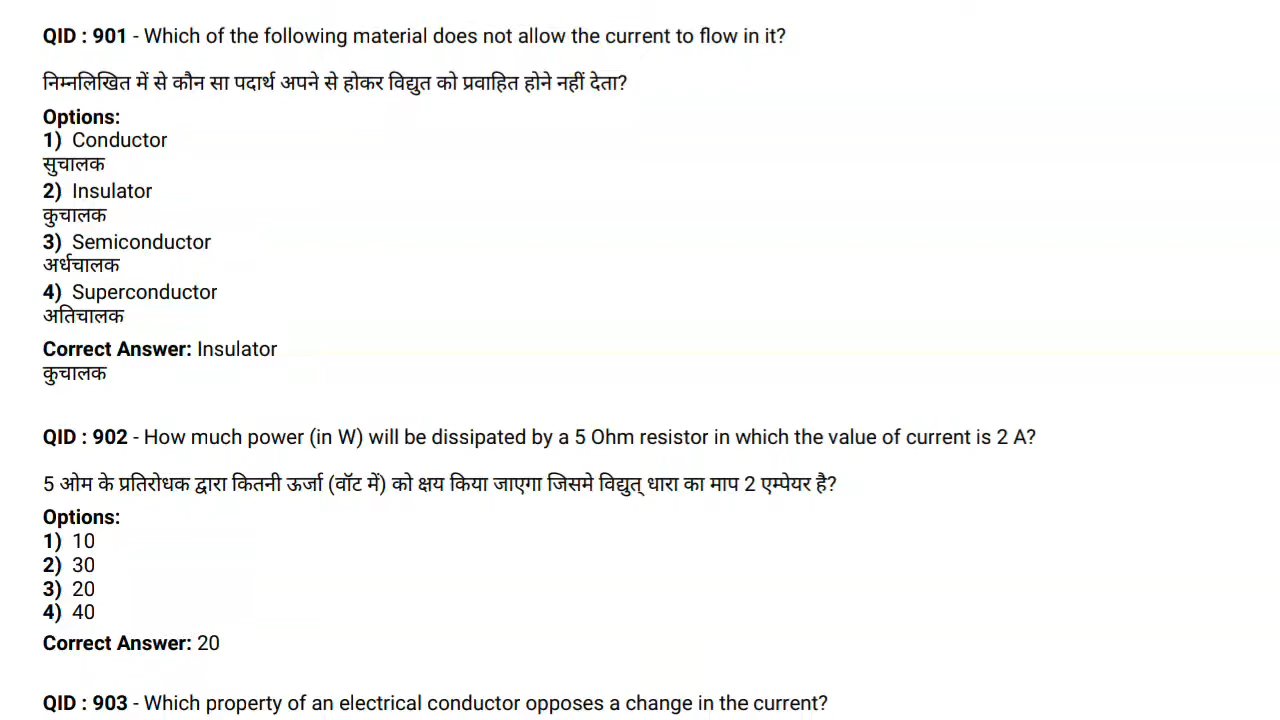 QID : 901 - Which of the following material does not allow the current to flow in it?
निम्नलिखित में से कौन सा पदार्थ अपने से होकर विद्युत को प्रवाहित होने नहीं देता?
Options:
1) Conductor
सुचालक
2) Insulator
कुचालक
3) Semiconductor
अर्धचालक
4) Superconductor
अतिचालक
Correct Answer: Insulator
कुचालक
QID : 902 - How much power (in W) will be dissipated by a 5 Ohm resistor in which the value of current is 2 A?
5 ओम के प्रतिरोधक द्वारा कितनी ऊर्जा (वॉट में) को क्षय किया जाएगा जिसमे विद्युत् धारा का माप 2 एम्पेयर है?
Options:
1) 10
2) 30
3) 20
4) 40
Correct Answer: 20
QID : 903 - Which property of an electrical conductor opposes a change in the current?